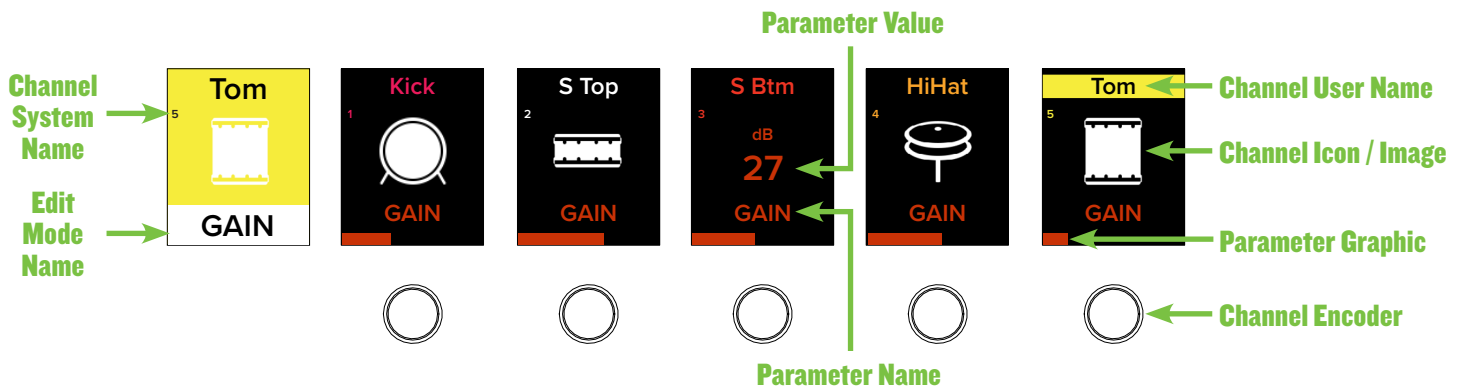 Parameter Value
Channel
System
Name
Edit
Mode
Name
Tom
5
GAIN
Kick
1
GAIN
S Top
2
GAIN
S Btm
3
dB
27
GAIN
HiHat
4
GAIN
Tom
5
GAIN
Channel User Name
Channel Icon / Image
Parameter Graphic
Channel Encoder
Parameter Name